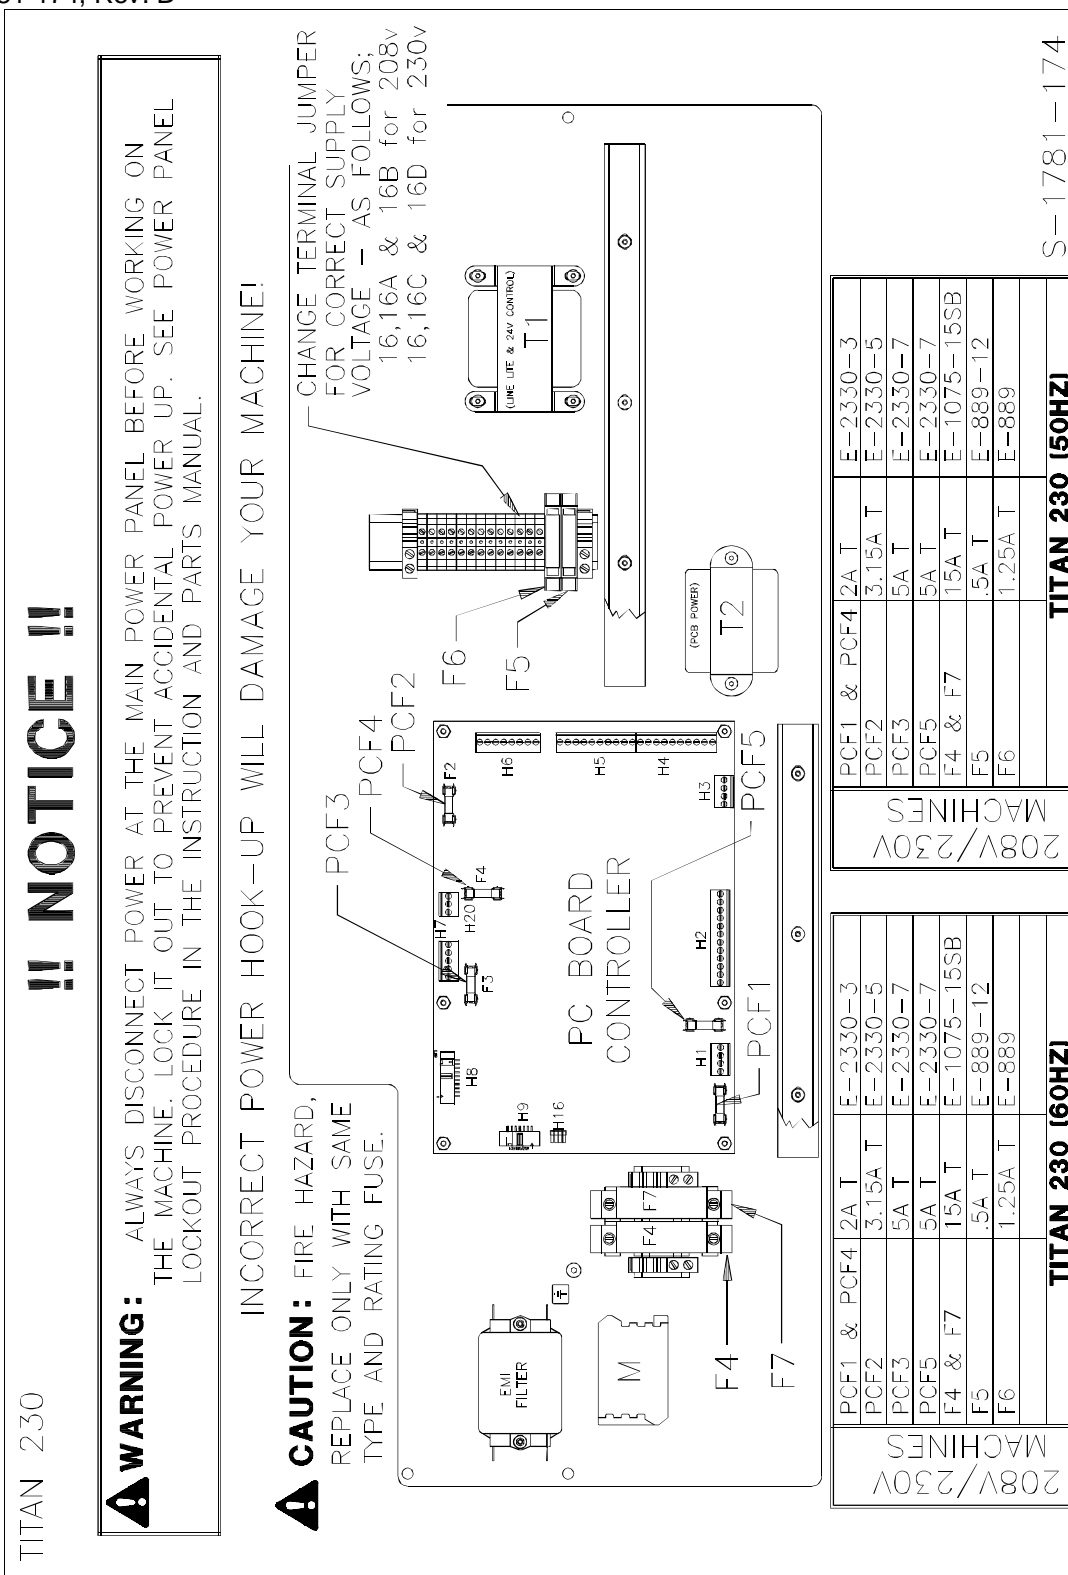 TITAN 230
!! NOTICE !!
WARNING: ALWAYS DISCONNECT POWER AT THE MAIN POWER PANEL BEFORE WORKING ON
THE MACHINE. LOCK IT OUT TO PREVENT ACCIDENTAL POWER UP. SEE POWER PANEL
LOCKOUT PROCEDURE IN THE INSTRUCTION AND PARTS MANUAL.
INCORRECT POWER HOOK-UP WILL DAMAGE YOUR MACHINE!
CAUTION: FIRE HAZARD,
REPLACE ONLY WITH SAME
TYPE AND RATING FUSE.
CHANGE TERMINAL JUMPER
FOR CORRECT SUPPLY
VOLTAGE - AS FOLLOWS;
16,16A & 16B for 208v
16,16C & 16D for 230v
PCF3
PCF4
PCF2
F6
F5
(LINE LITE & 24V CONTROL)
T1
EMI
FILTER
M
F4
F7
F4
F7
H8
H9
H16
H7
H20
F3
F4
F2
H6
H5
H4
H3
H2
H1
PC BOARD
CONTROLLER
PCF1
PCF5
(PCB POWER)
T2
208V/230V
MACHINES
PCF1 & PCF4 2A T E-2330-3
PCF2 3.15A T E-2330-5
PCF3 5A T E-2330-7
PCF5 5A T E-2330-7
F4 & F7 15A T E-1075-15SB
F5 .5A T E-889-12
F6 1.25A T E-889
TITAN 230 (60HZ)
208V/230V
MACHINES
PCF1 & PCF4 2A T E-2330-3
PCF2 3.15A T E-2330-5
PCF3 5A T E-2330-7
PCF5 5A T E-2330-7
F4 & F7 15A T E-1075-15SB
F5 .5A T E-889-12
F6 1.25A T E-889
TITAN 230 (50HZ)
S-1781-174